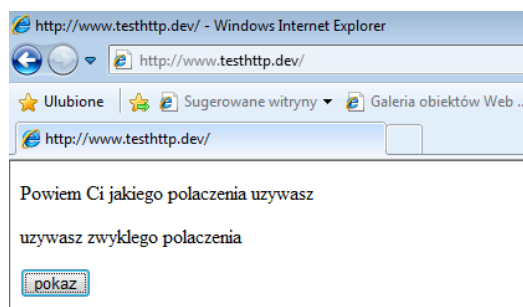 http://www.testhttp.dev/ - Windows Internet Explorer
http://www.testhttp.dev/
Ulubione Sugerowane witryny Galeria obiektów Web ...
http://www.testhttp.dev/
Powiem Ci jakiego polaczenia uzywasz
uzywasz zwyklego polaczenia
pokaz